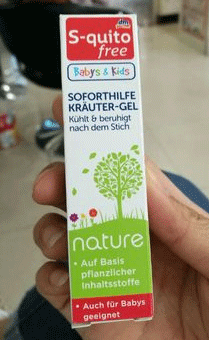 dm
S-quito
free
Babys & Kids
SOFORTHILFE
KRÄUTER-GEL
Kühlt & beruhigt
nach dem Stich
nature
• Auf Basis
pflanzlicher
Inhaltsstoffe
• Auch für Babys
geeignet